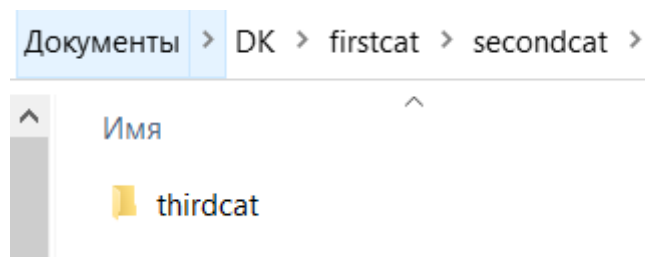 Документы > DK > firstcat > secondcat >
Имя
thirdcat